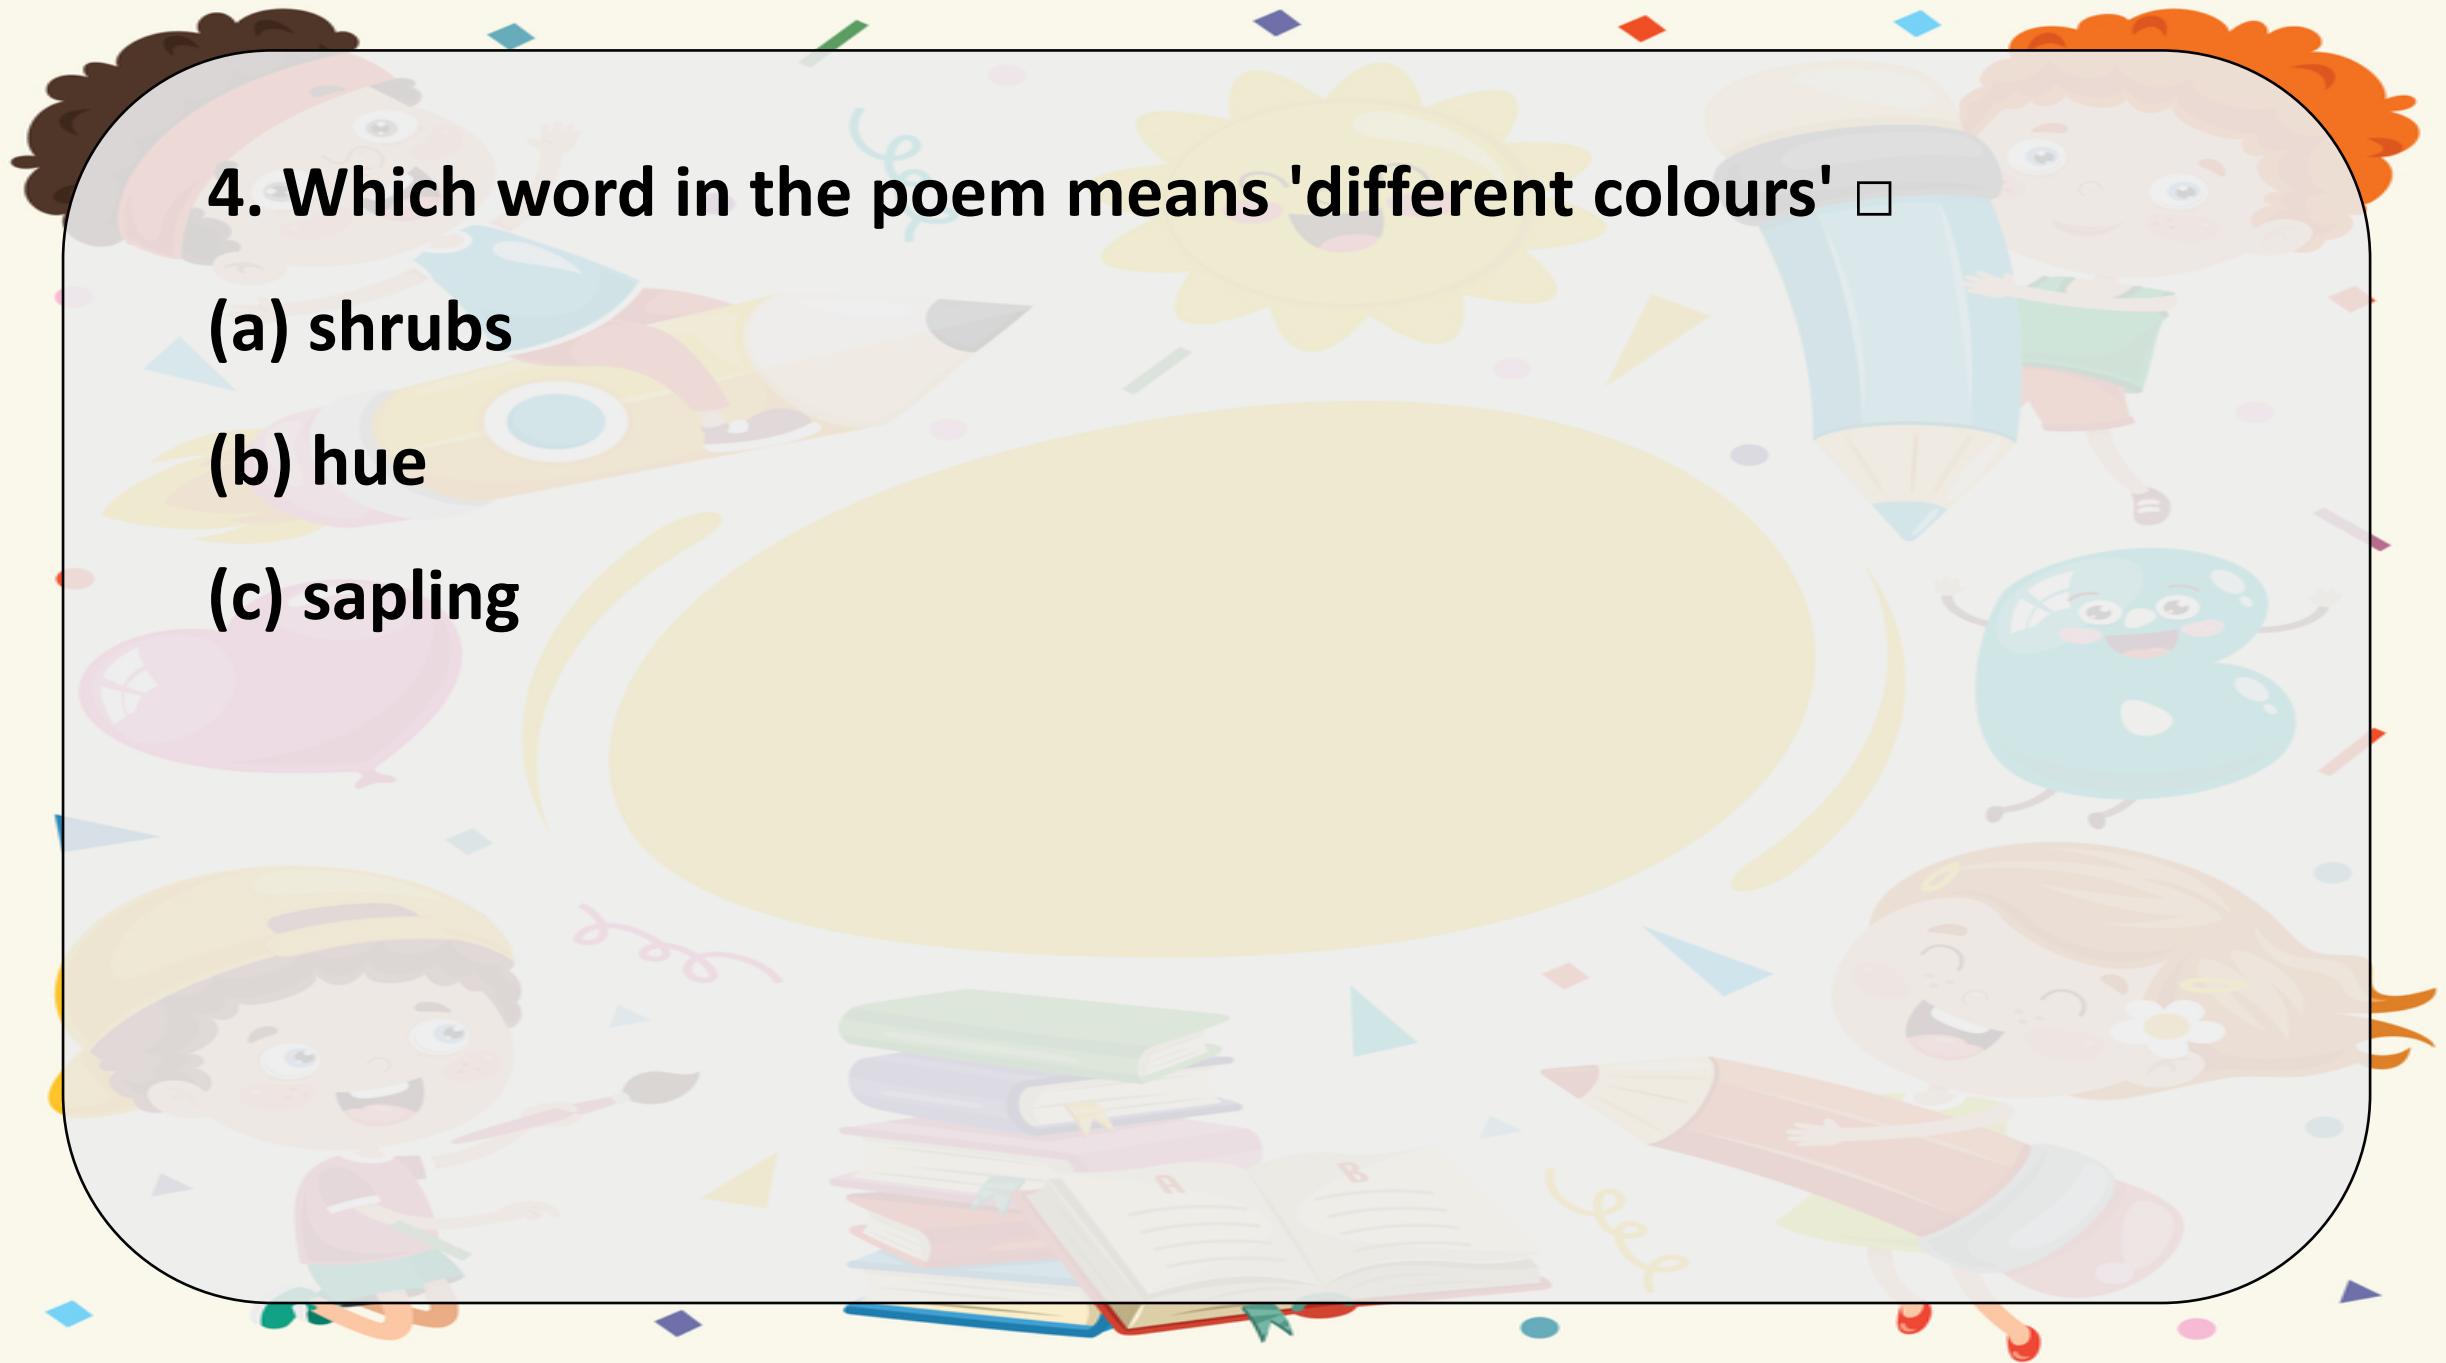 4. Which word in the poem means 'different colours' □
(a) shrubs
(b) hue
(c) sapling
A
B